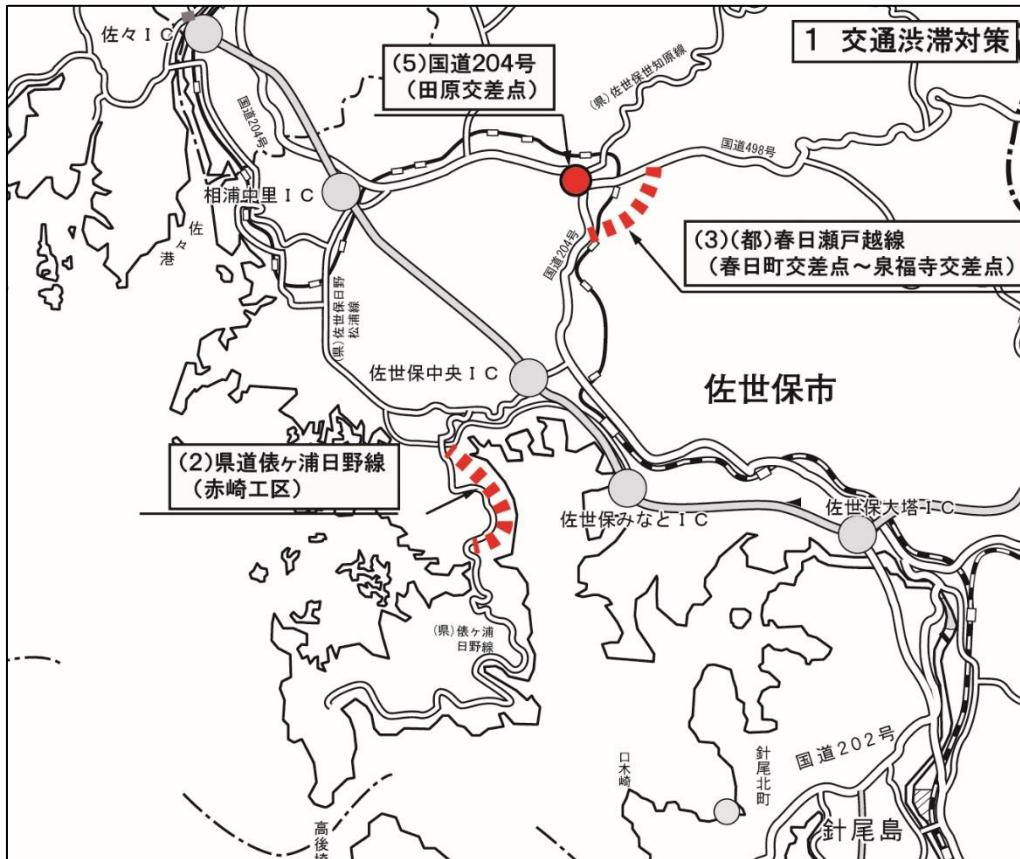 1 交通渋滞対策
佐々IC
(5)国道204号
(田原交差点)
(県)佐世保世知原線
国道204号
国道498号
相浦中里IC
佐々港
(3)(都)春日瀬戸越線
(春日町交差点～泉福寺交差点)
国道204号
(県)佐世保日野
松浦線
佐世保中央IC
佐世保市
(2)県道俵ヶ浦日野線
(赤崎工区)
佐世保みなとIC
佐世保大塔IC
(県)俵ヶ浦
日野線
国道202号
口木崎
針尾北町
針尾島
高後崎